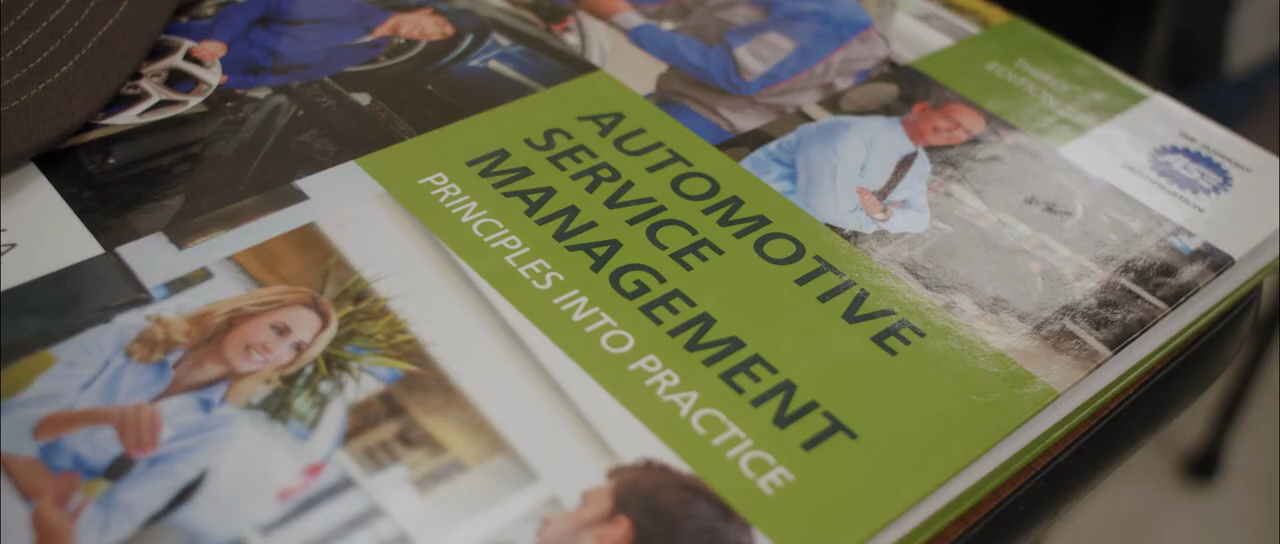 AUTOMOTIVE
SERVICE
MANAGEMENT
PRINCIPLES INTO PRACTICE